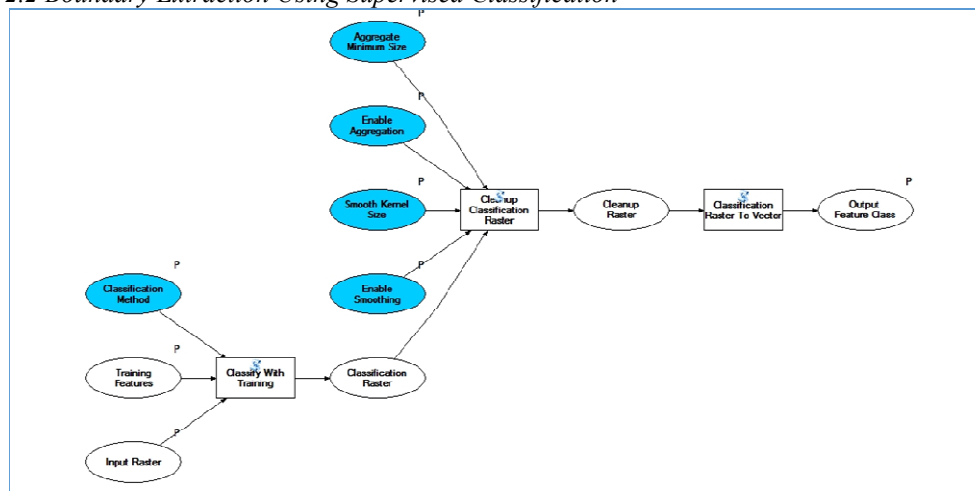 2.2 Boundary Extraction Using Supervised Classification
P
Aggregate
Minimum Size
P
Enable
Aggregation
P
Smooth Kernel
Size
Cleanup
Classification
Raster
Cleanup
Raster
Classification
Raster To Vector
P
Output
Feature Class
P
Enable
Smoothing
P
Classification
Method
P
Training
Features
Classify With
Training
Classification
Raster
P
Input Raster